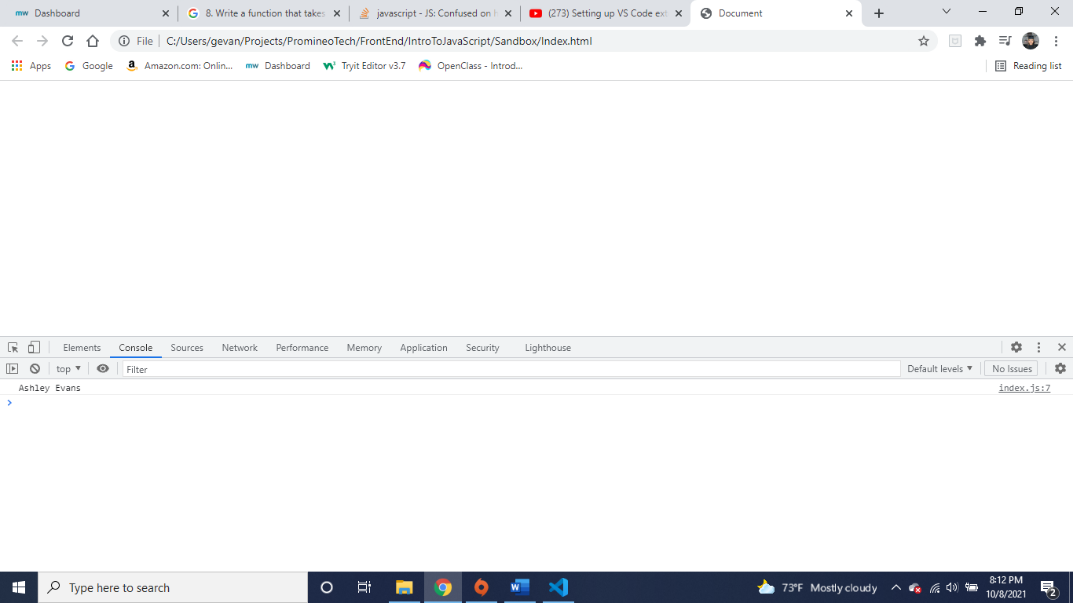 mw Dashboard
8. Write a function that takes
javascript - JS: Confused on
(273) Setting up VS Code ext
Document
File C:/Users/gevan/Projects/PromineoTech/FrontEnd/IntroToJavaScript/Sandbox/Index.html
Apps Google Amazon.com: Onlin... mw Dashboard Tryit Editor v3.7 OpenClass - Introd... Reading list
Elements Console Sources Network Performance Memory Application Security Lighthouse
top Filter Default levels No Issues
Ashley Evans index.js:7
Type here to search
73°F Mostly cloudy
8:12 PM
10/8/2021
2